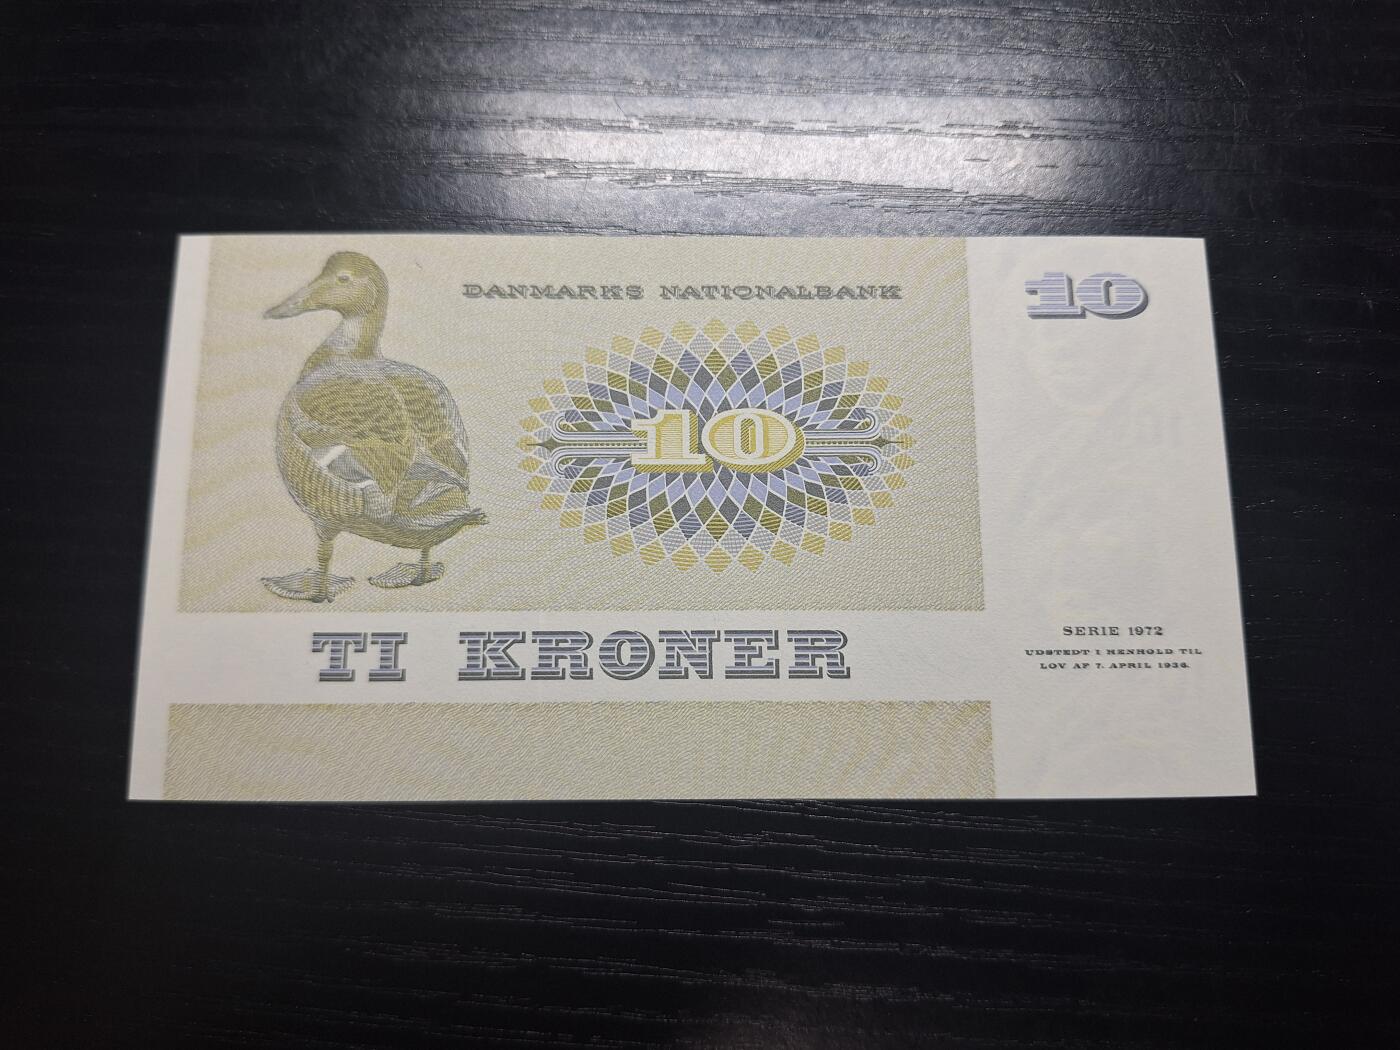 DANMARKS NATIONALBANK
10
10
TI KRONER
SERIE 1972
UDSTEDT I HENHOLD TIL
LOV AF 7. APRIL 1936.